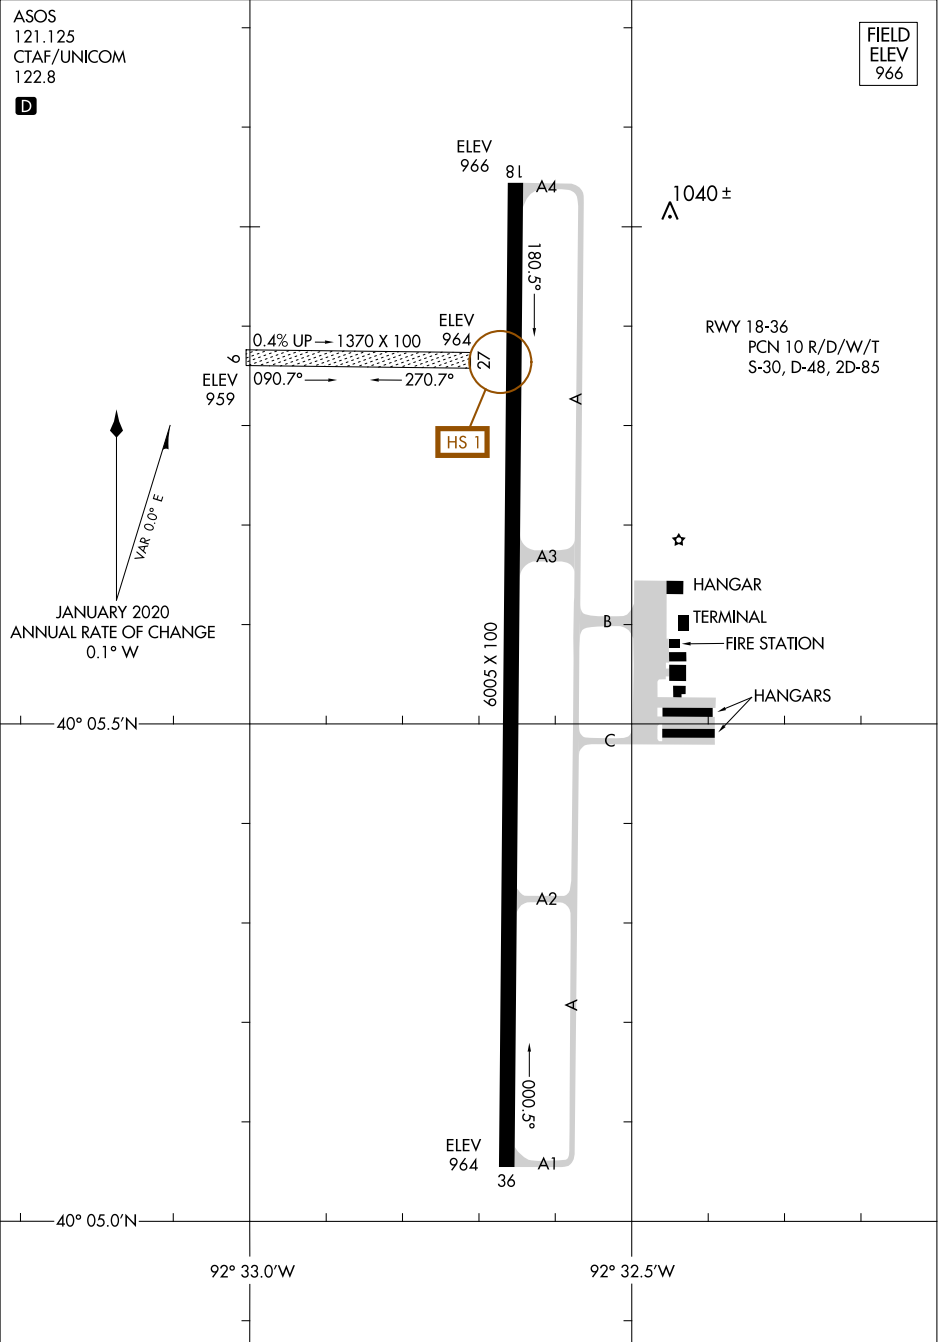 ASOS
121.125
CTAF/UNICOM
122.8
D
FIELD
ELEV
966
ELEV
966
18
A4
1040 ±
180.5°
RWY 18-36
PCN 10 R/D/W/T
S-30, D-48, 2D-85
ELEV
964
0.4% UP 1370 X 100
9
27
090.7° 270.7°
ELEV
959
A
HS 1
VAR 0.0° E
JANUARY 2020
ANNUAL RATE OF CHANGE
0.1° W
A3
HANGAR
TERMINAL
B
FIRE STATION
6005 X 100
HANGARS
40° 05.5'N
C
A2
A
000.5°
ELEV
964
A1
36
40° 05.0'N
92° 33.0'W
92° 32.5'W